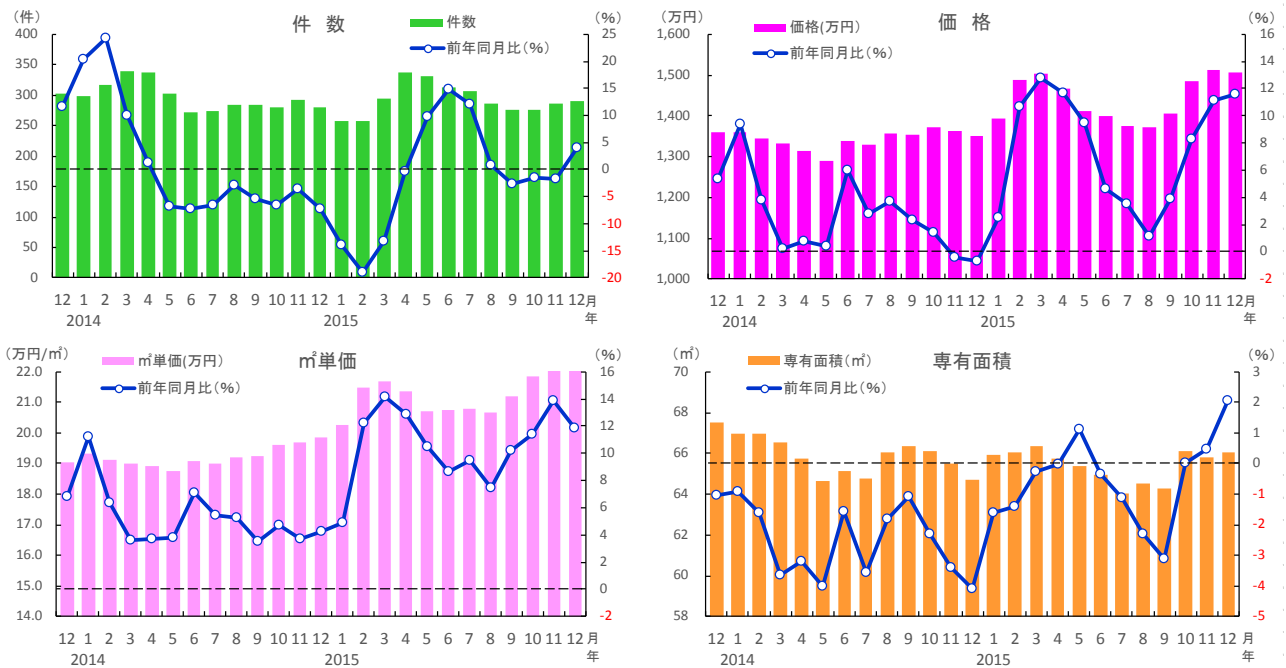 (件) 件 数 (%)
件数
前年同月比(%)
400 25
350 20
300 15
250 10
200 5
150 0
100 -5
50 -10
0 -15
-20
12 1 2 3 4 5 6 7 8 9 10 11 12 1 2 3 4 5 6 7 8 9 10 11 12 月
2014 2015 年
(万円) 価 格 (%)
価格(万円)
前年同月比(%)
1,600 16
1,500 14
1,400 12
1,300 10
1,200 8
1,100 6
1,000 4
2
0
-2
12 1 2 3 4 5 6 7 8 9 10 11 12 1 2 3 4 5 6 7 8 9 10 11 12 月
2014 2015 年
(万円/㎡) ㎡単価 (%)
㎡単価(万円)
前年同月比(%)
22.0 16
21.0 14
20.0 12
19.0 10
18.0 8
17.0 6
16.0 4
15.0 2
14.0 0
-2
12 1 2 3 4 5 6 7 8 9 10 11 12 1 2 3 4 5 6 7 8 9 10 11 12 月
2014 2015 年
(㎡) 専有面積 (%)
専有面積(㎡)
前年同月比(%)
70 3
68 2
66 1
64 0
62 -1
60 -2
58 -3
-4
-5
12 1 2 3 4 5 6 7 8 9 10 11 12 1 2 3 4 5 6 7 8 9 10 11 12 月
2014 2015 年